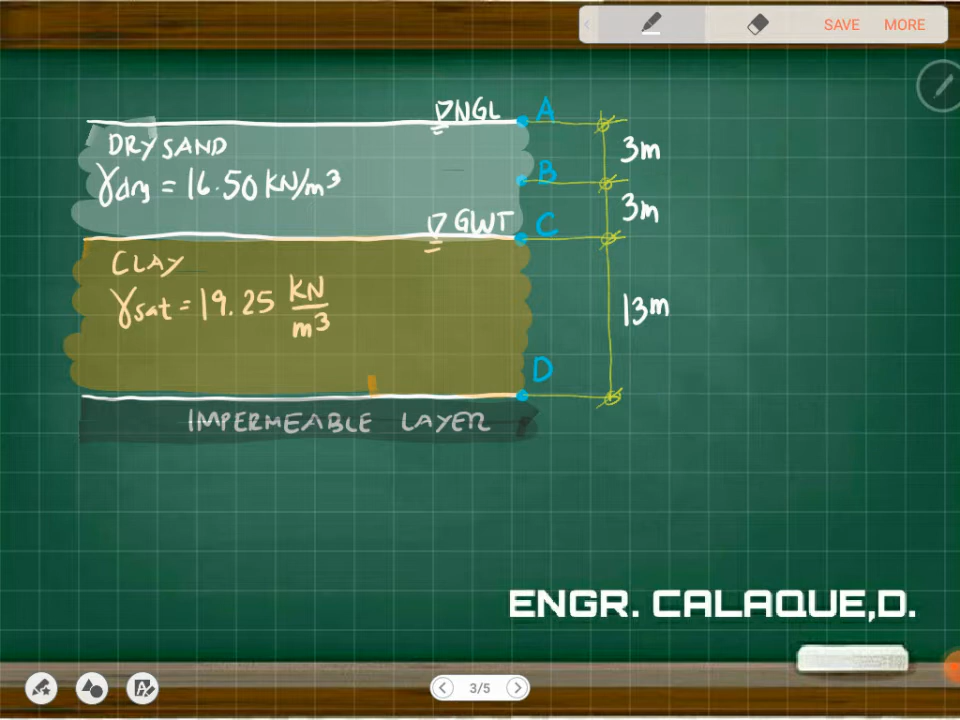 SAVE MORE
▽NGL A
DRY SAND
γdry = 16.50 KN/m³
B
3m
3m
▽ GWT C
CLAY
γsat = 19.25 KN/m³
13m
D
IMPERMEABLE LAYER
ENGR. CALAQUE,D.
3/5